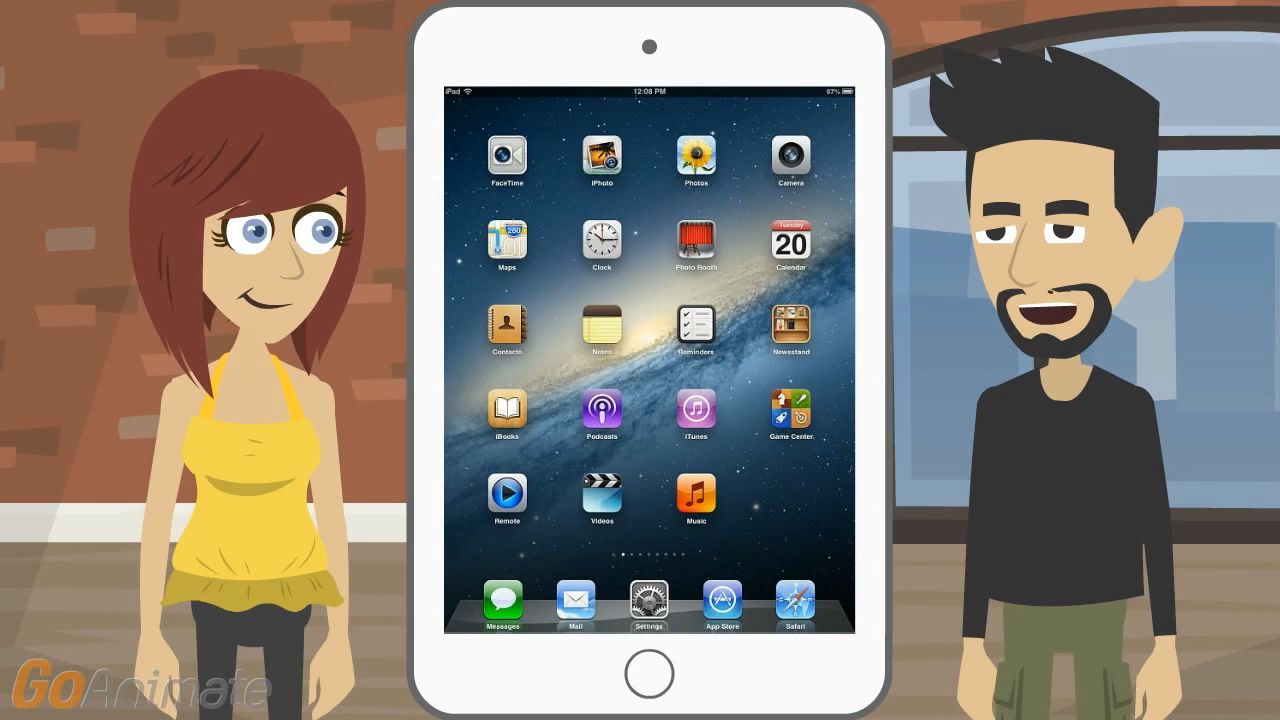 iPad 12:08 PM 97%
FaceTime iPhoto Photos Camera
280
Tuesday
20
Maps Clock Photo Booth Calendar
Contacts Notes Reminders Newsstand
iBooks Podcasts iTunes Game Center
Remote Videos Music
Messages Mail Settings App Store Safari
GoAnimate